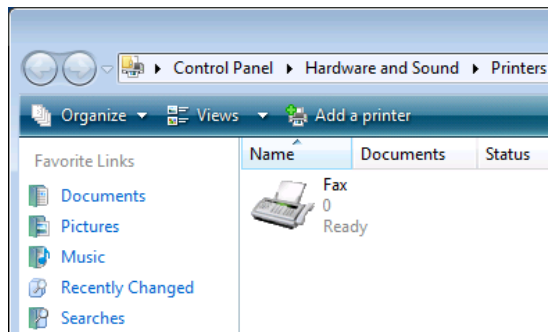 Control Panel Hardware and Sound Printers
Organize Views Add a printer
Favorite Links
Documents
Pictures
Music
Recently Changed
Searches
Name Documents Status
Fax
0
Ready